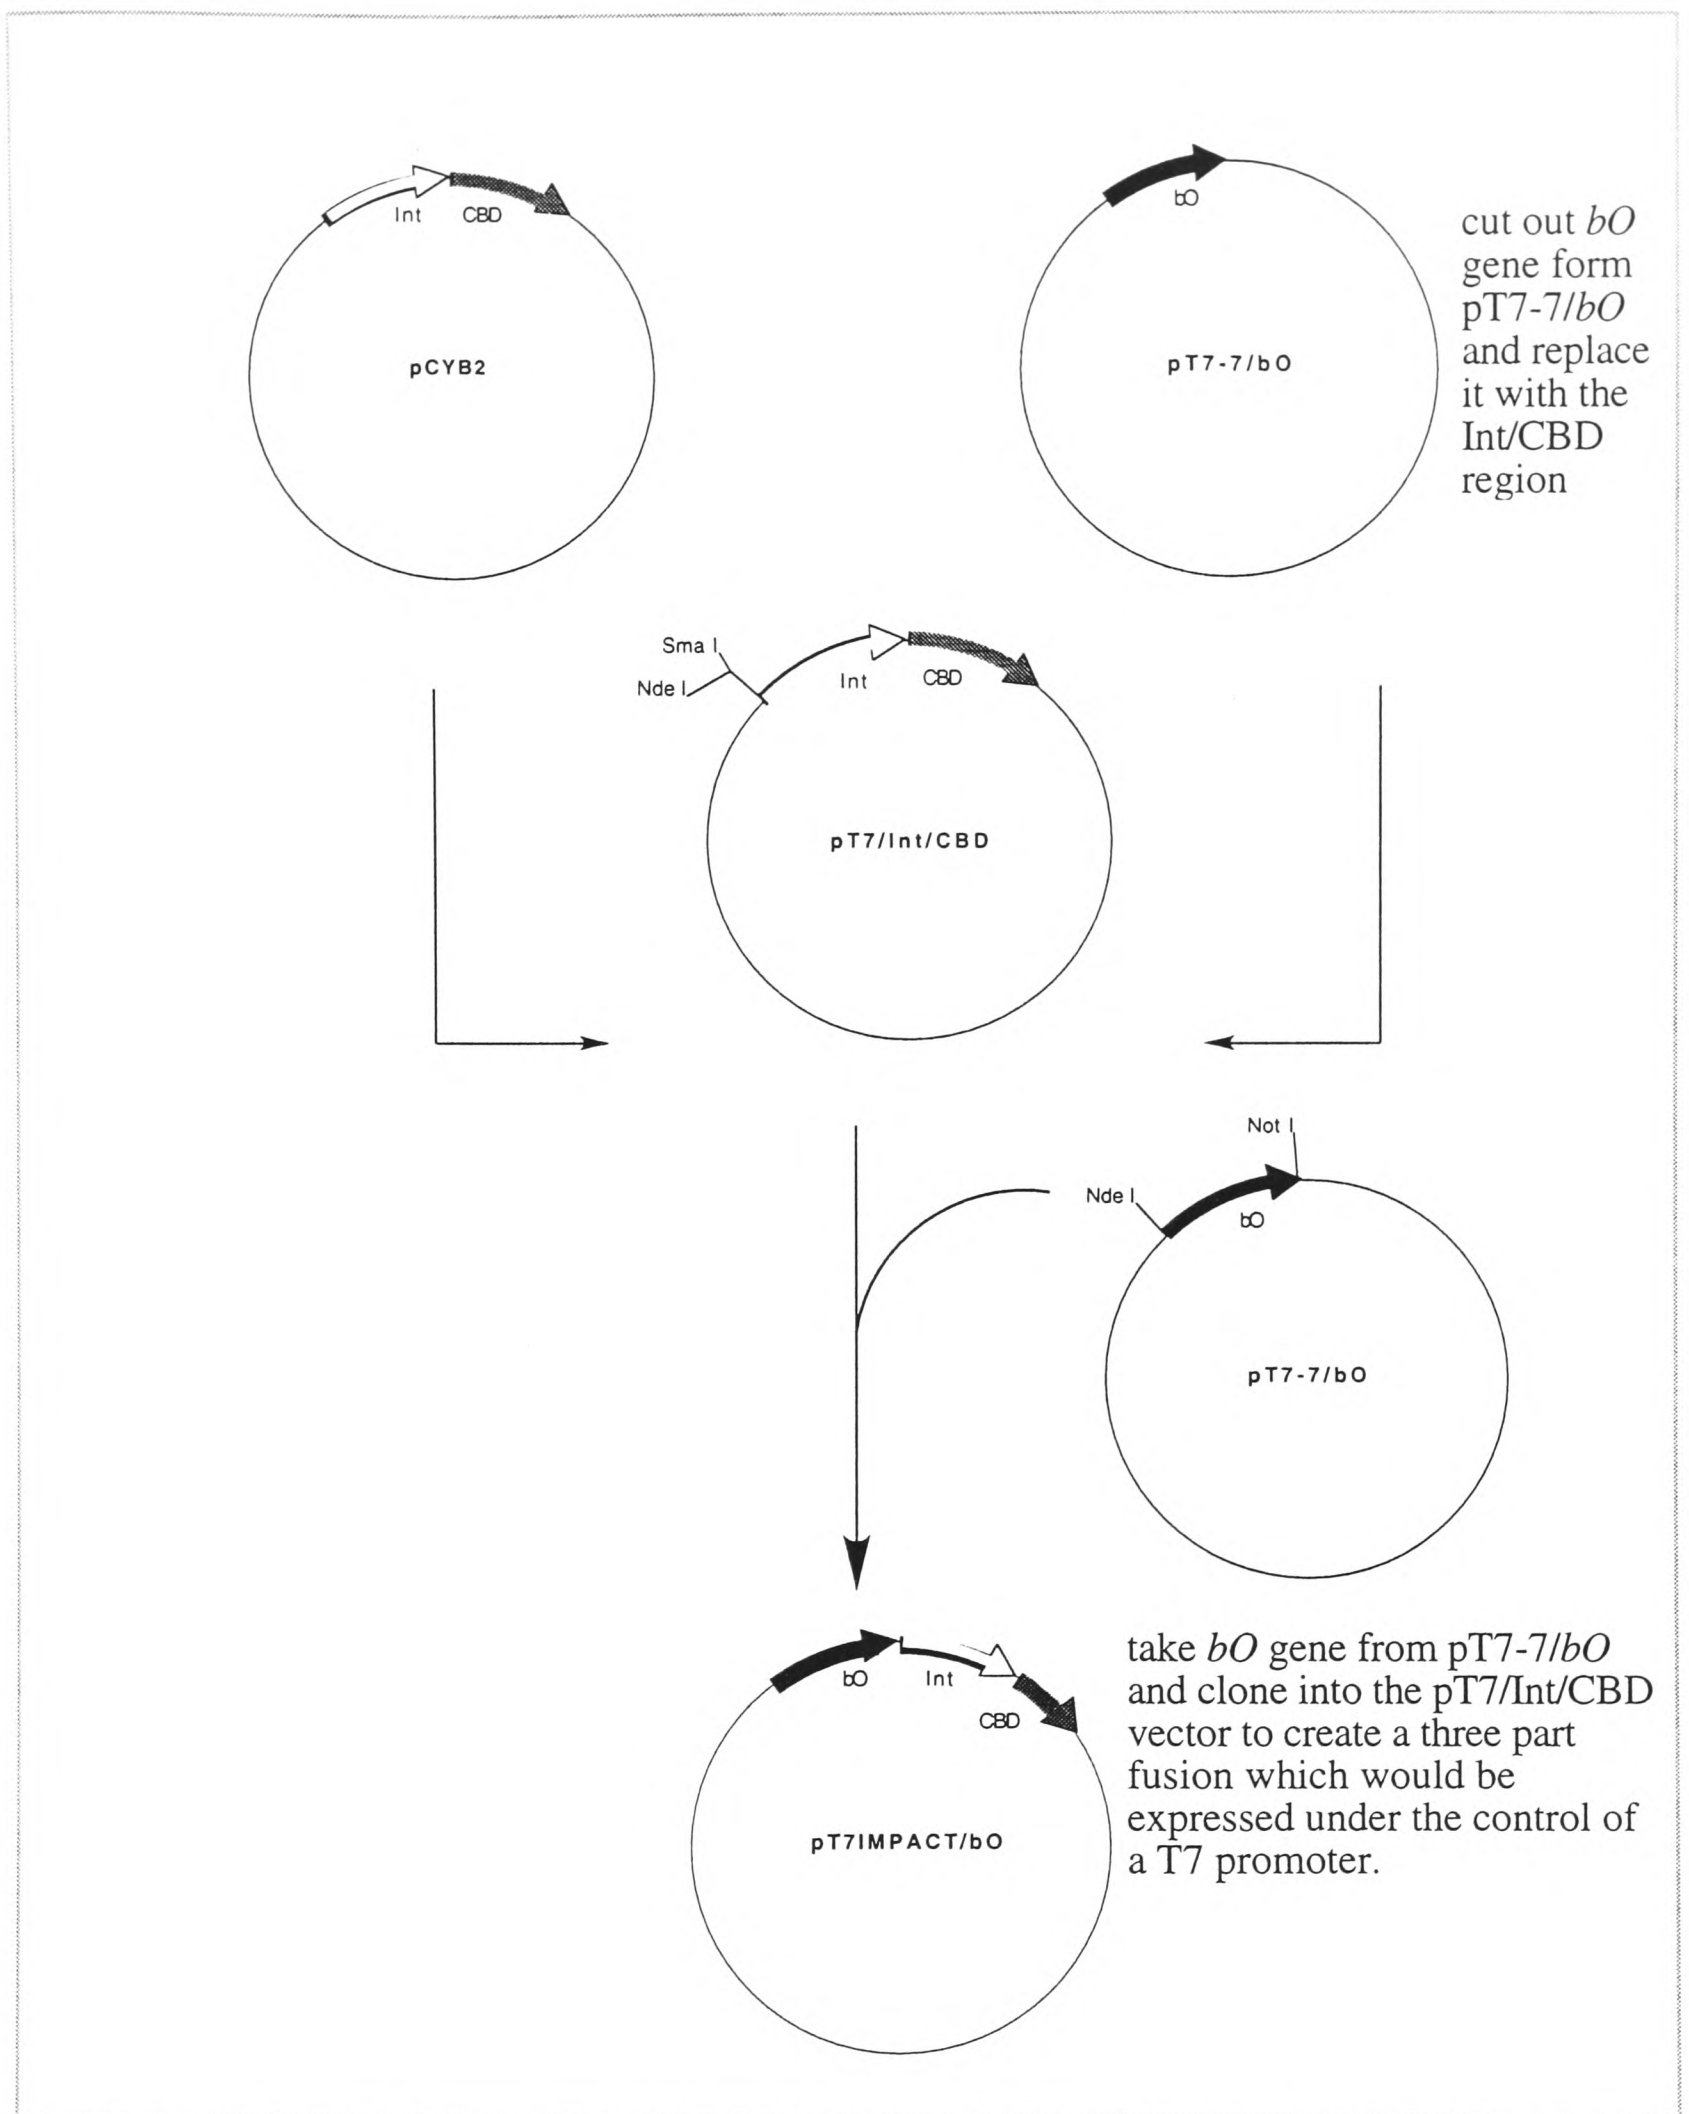 Int
CBD
pCYB2
bO
pT7-7/bO
cut out bO
gene form
pT7-7/bO
and replace
it with the
Int/CBD
region
Sma I
Nde I
Int
CBD
pT7/Int/CBD
Not I
Nde I
bO
pT7-7/bO
bO
Int
CBD
pT7IMPACT/bO
take bO gene from pT7-7/bO
and clone into the pT7/Int/CBD
vector to create a three part
fusion which would be
expressed under the control of
a T7 promoter.